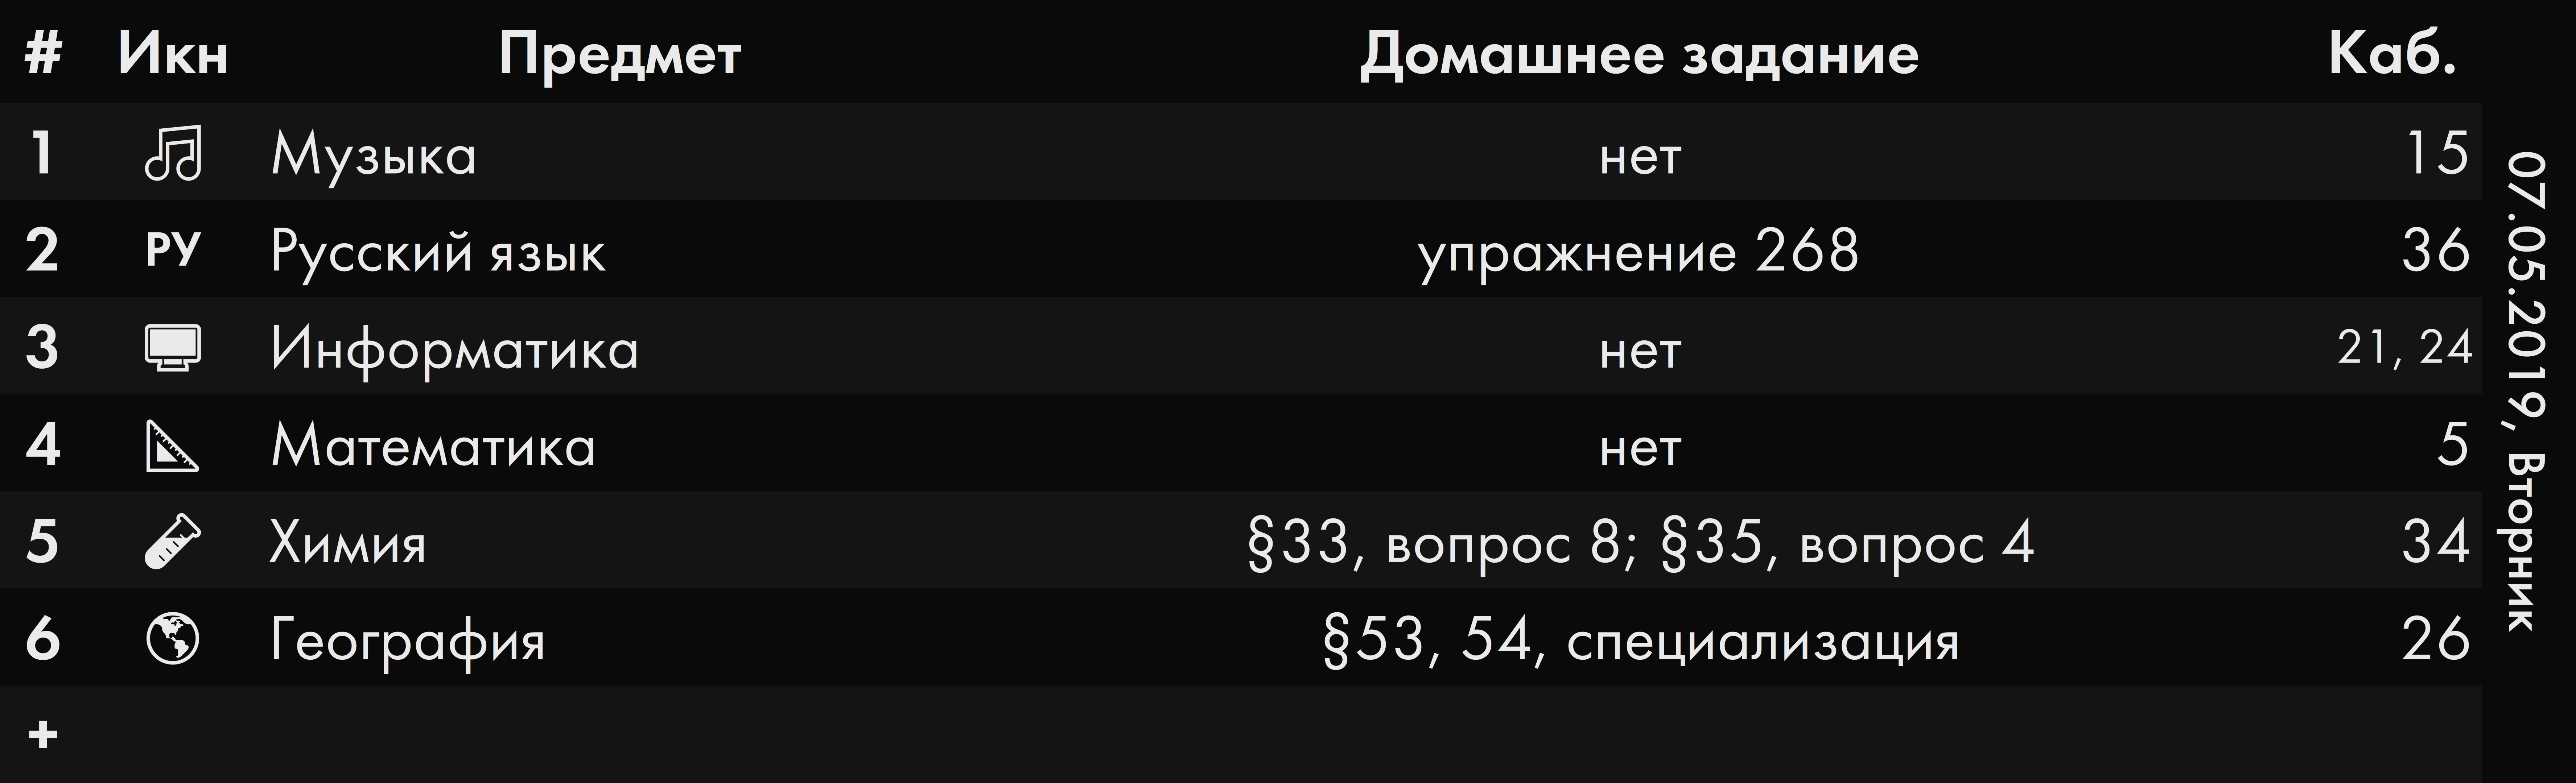 # Икн Предмет Домашнее задание Каб.
1 Музыка нет 15
2 РУ Русский язык упражнение 268 36
3 Информатика нет 21, 24
4 Математика нет 5
5 Химия §33, вопрос 8; §35, вопрос 4 34
6 География §53, 54, специализация 26
+
07.05.2019, Вторник